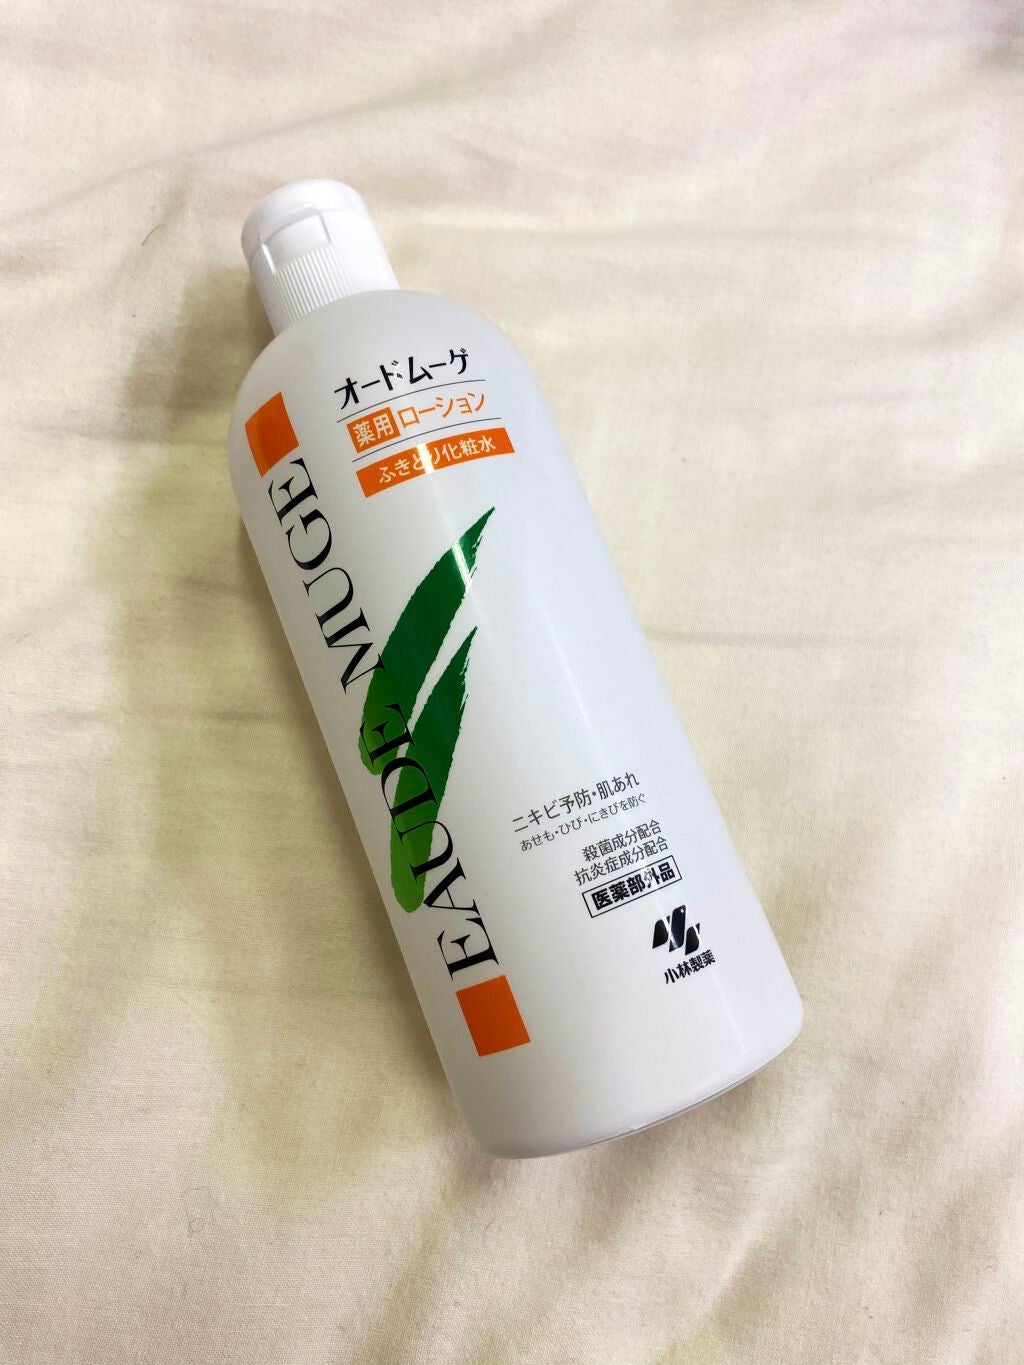 オードムーゲ
薬用ローション
ふきとり化粧水
EAUDE MUGE
ニキビ予防・肌あれ
あせも・ひび・にきびを防ぐ
殺菌成分配合
抗炎症成分配合
医薬部外品
小林製薬